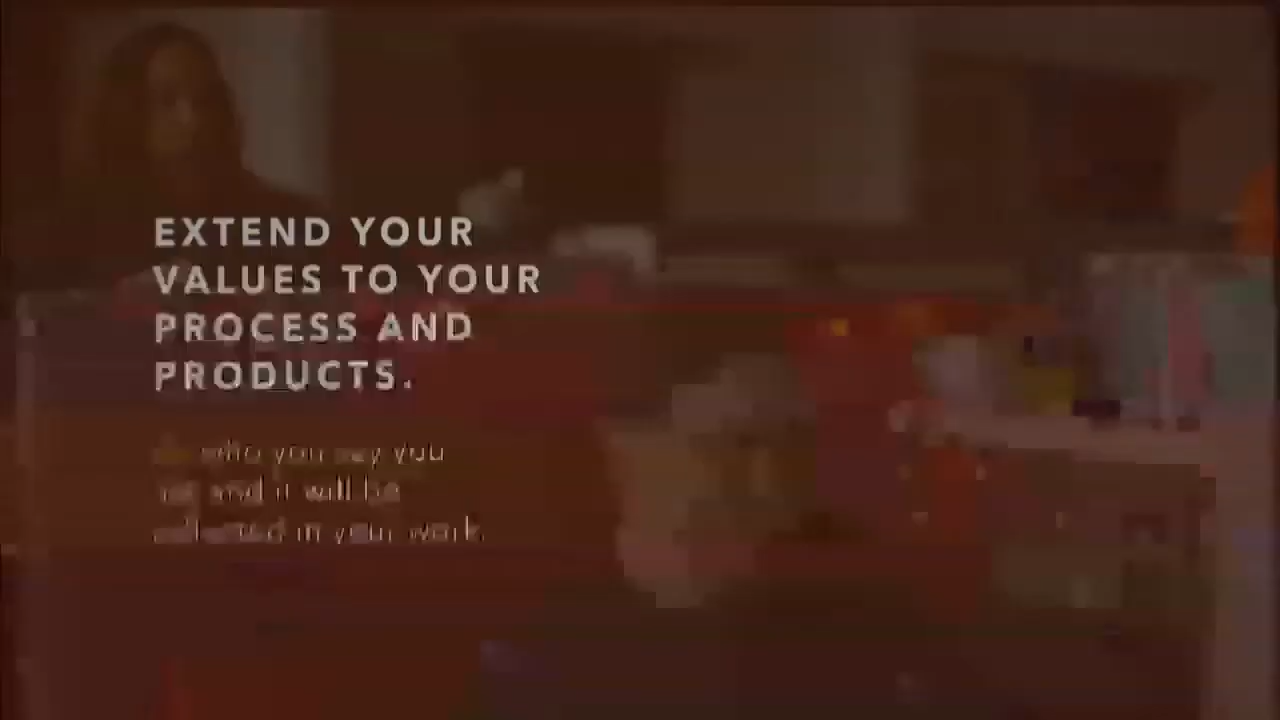 EXTEND YOUR
VALUES TO YOUR
PROCESS AND
PRODUCTS.
who you say you
and it will be
in your work.